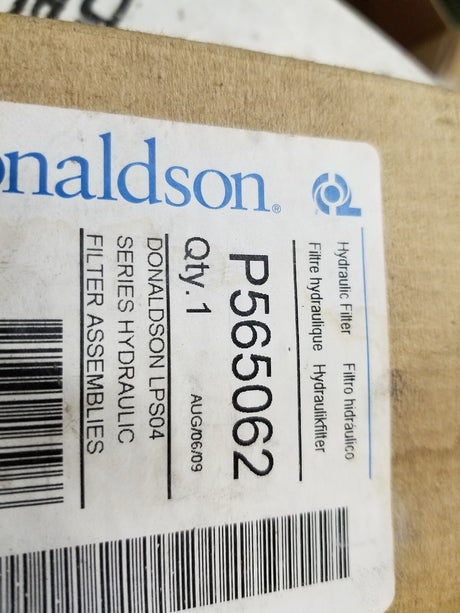 naldson.®
Hydraulic Filter Filtro hidráulico
Filtre hydraulique Hydraulikfilter
P565062
Qty.1 AUG/06/09
DONALDSON LPS04
SERIES HYDRAULIC
FILTER ASSEMBLIES